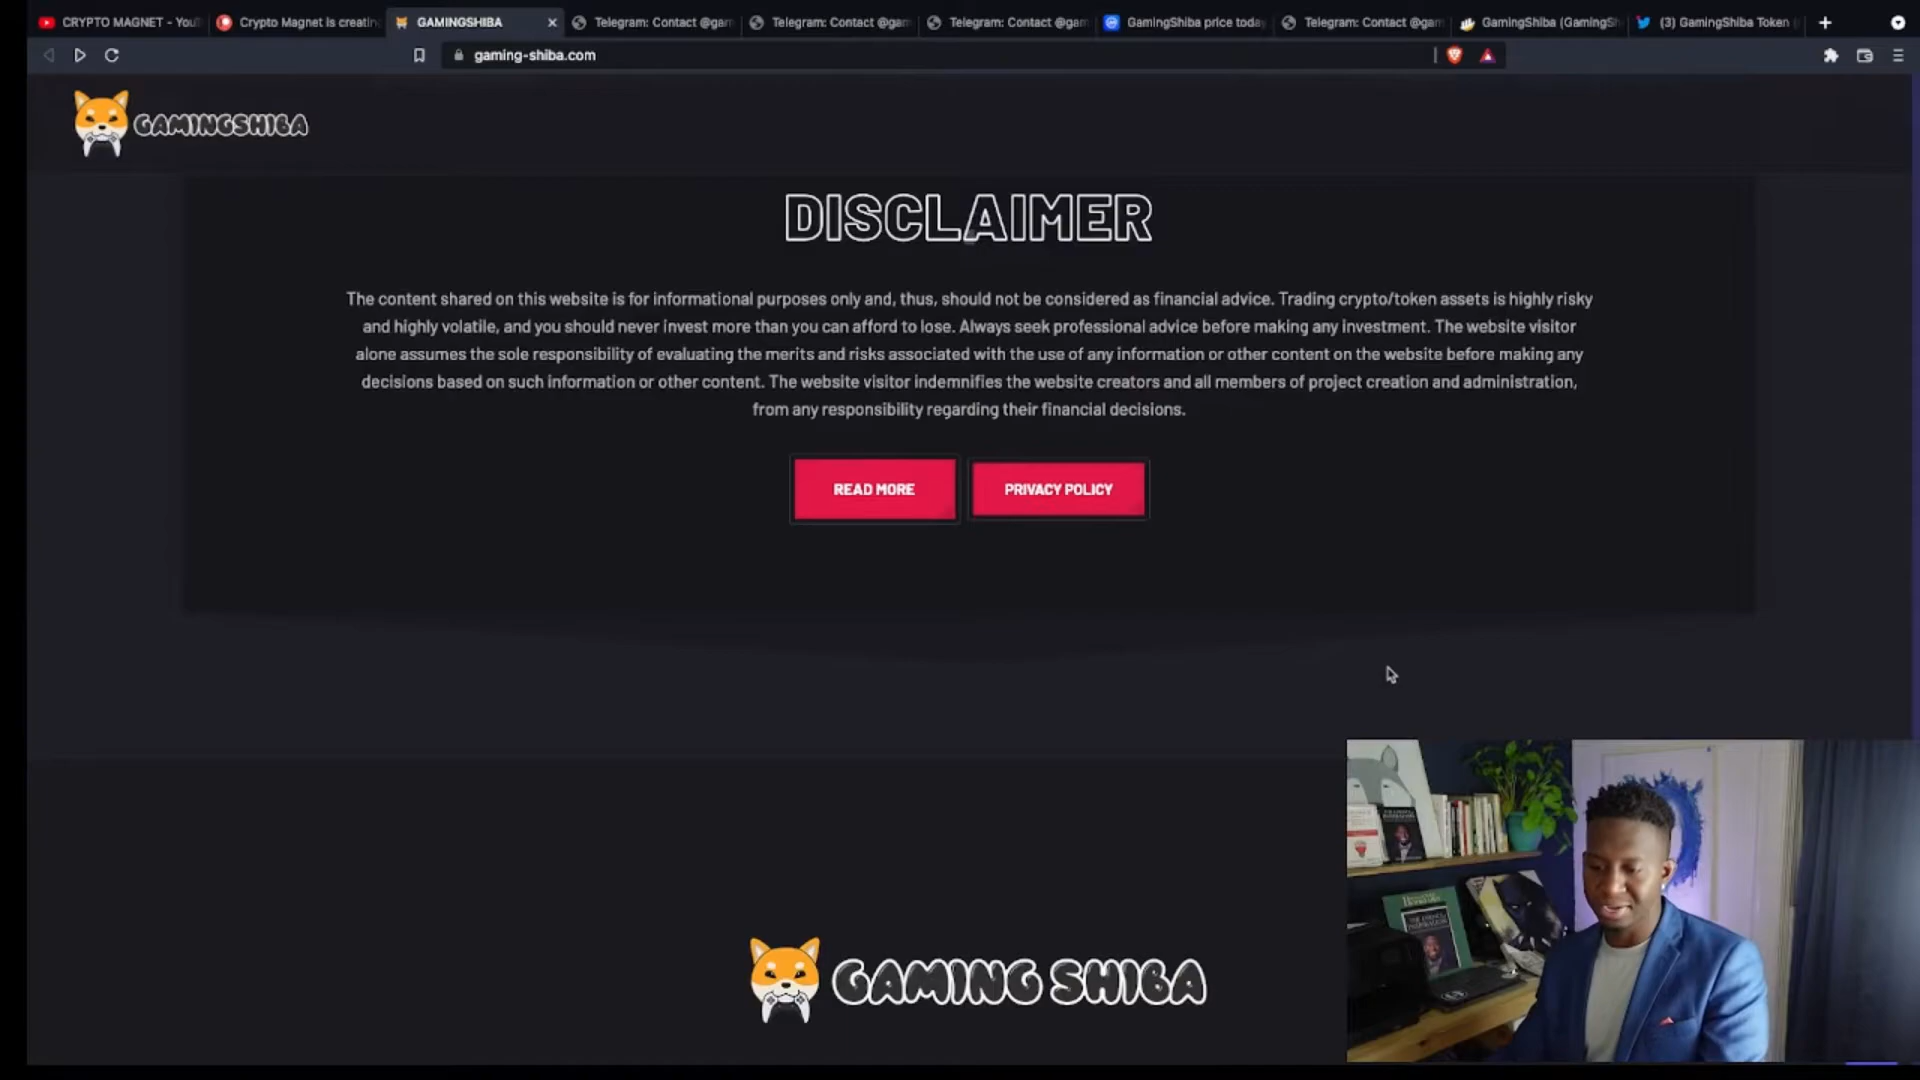 CRYPTO MAGNET - You
Crypto Magnet is creatin
GAMINGSHIBA
Telegram: Contact @gam
Telegram: Contact @gam
Telegram: Contact @gam
GamingShiba price today
Telegram: Contact @gam
GamingShiba (GamingSh
(3) GamingShiba Token
gaming-shiba.com
GAMINGSHIBA
DISCLAIMER
The content shared on this website is for informational purposes only and, thus, should not be considered as financial advice. Trading crypto/token assets is highly risky
and highly volatile, and you should never invest more than you can afford to lose. Always seek professional advice before making any investment. The website visitor
alone assumes the sole responsibility of evaluating the merits and risks associated with the use of any information or other content on the website before making any
decisions based on such information or other content. The website visitor indemnifies the website creators and all members of project creation and administration,
from any responsibility regarding their financial decisions.
READ MORE
PRIVACY POLICY
GAMING SHIBA